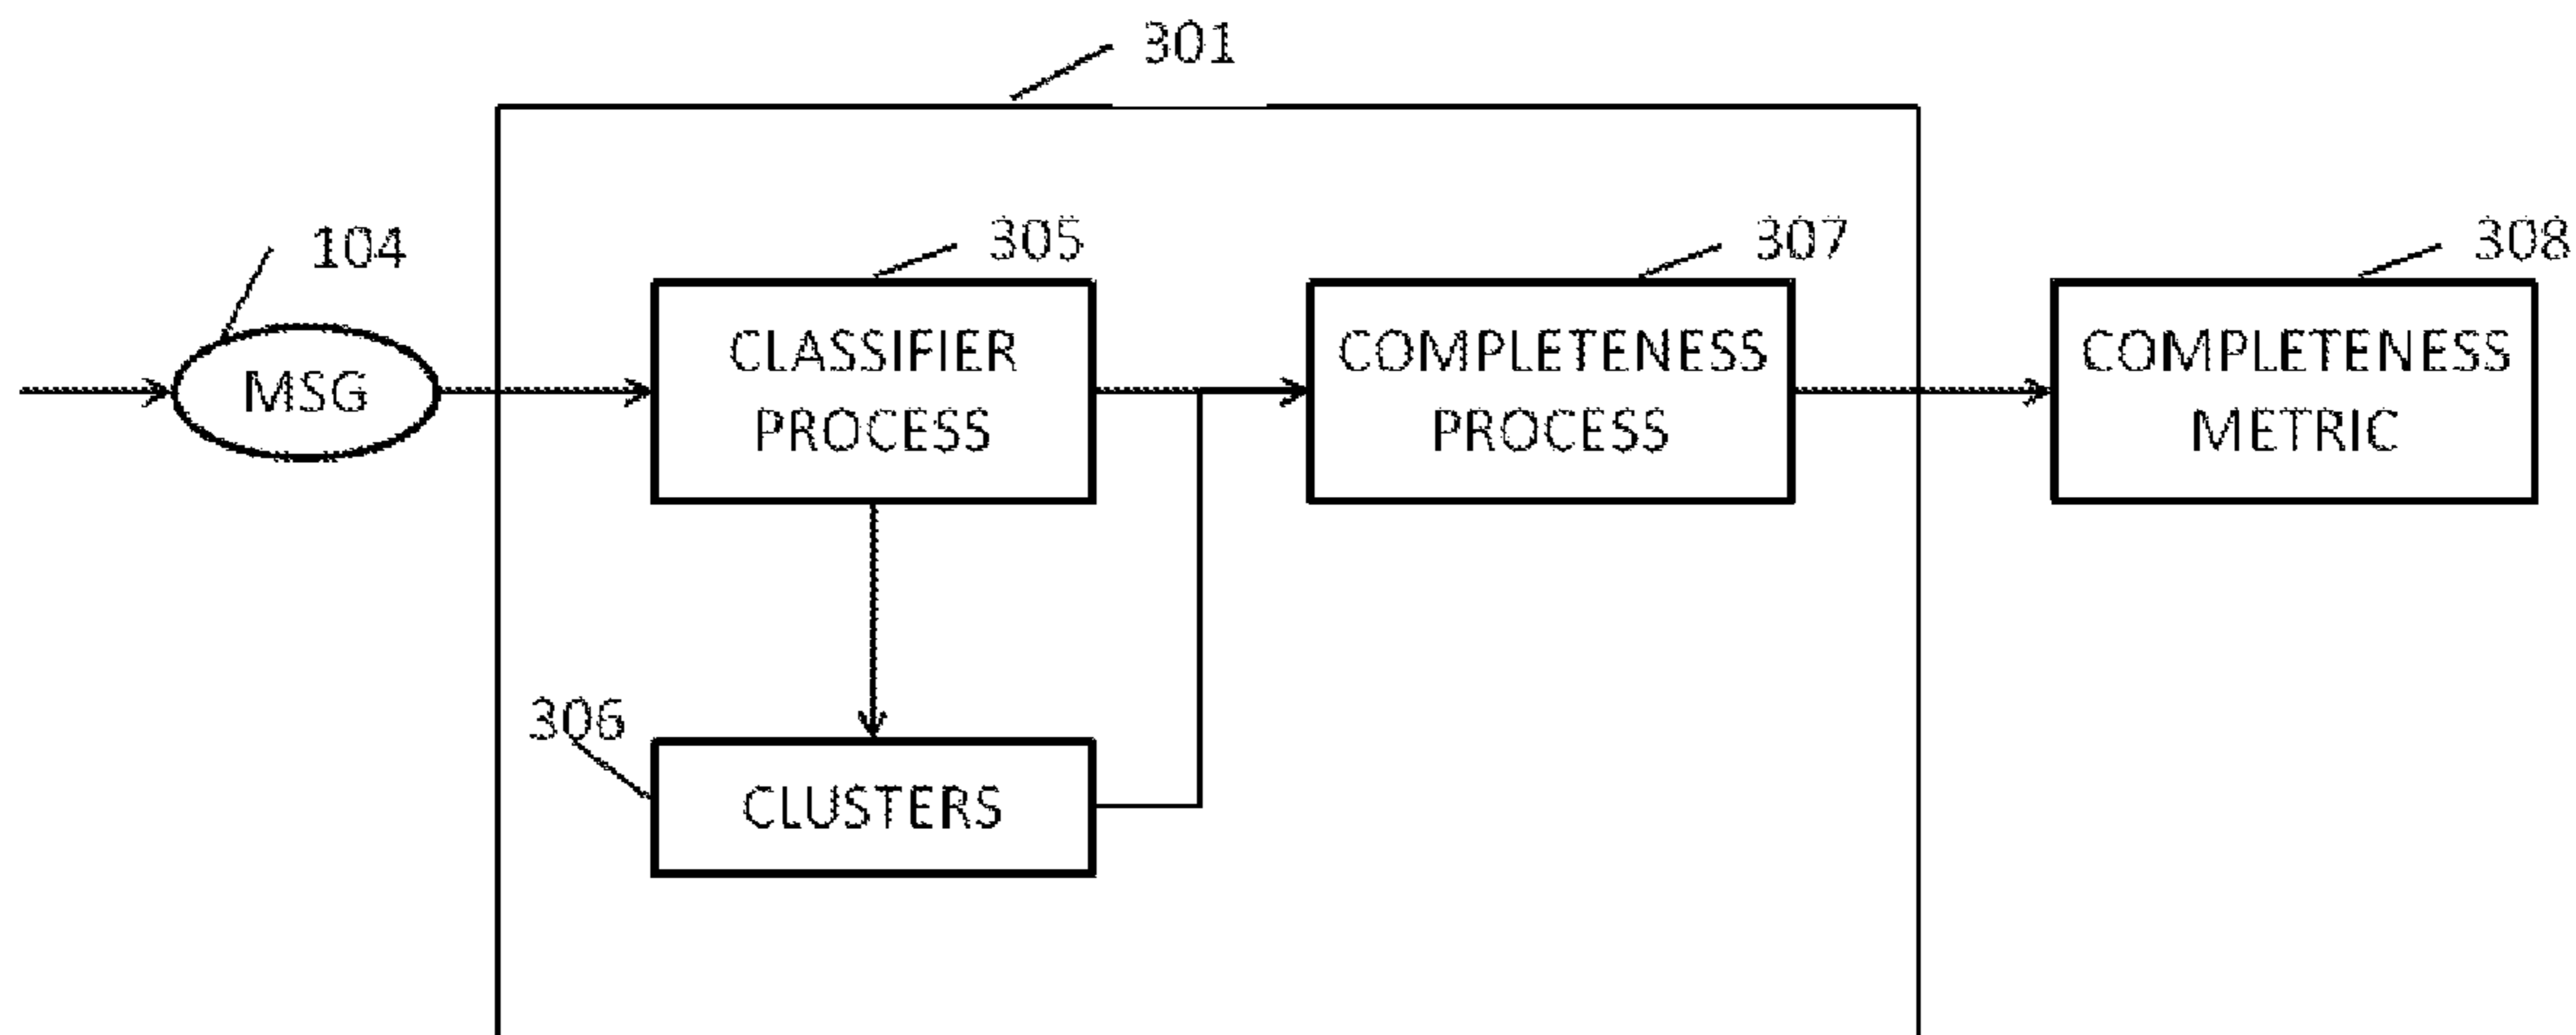 301
104
305
307
308
MSG
CLASSIFIER
PROCESS
COMPLETENESS
PROCESS
COMPLETENESS
METRIC
306
CLUSTERS